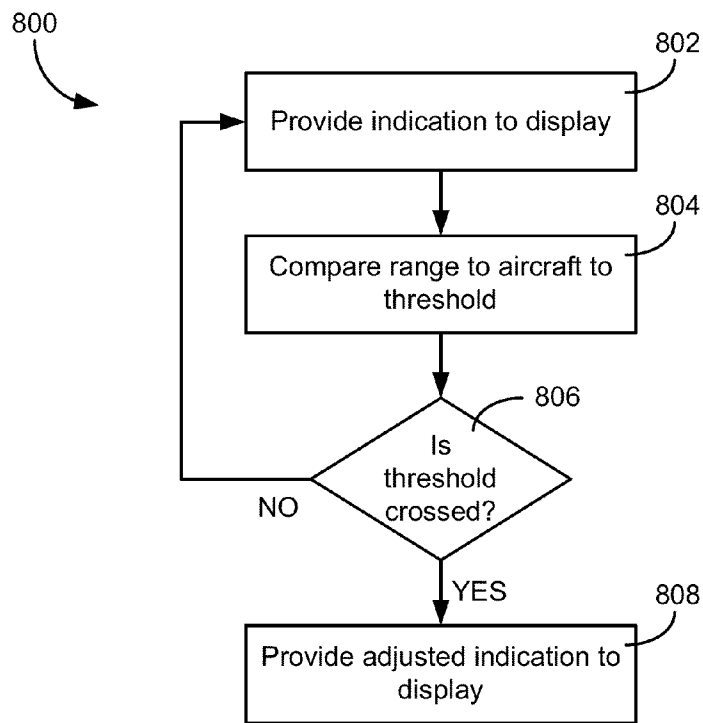 800
802
Provide indication to display
804
Compare range to aircraft to
threshold
806
Is
threshold
crossed?
NO
YES
808
Provide adjusted indication to
display